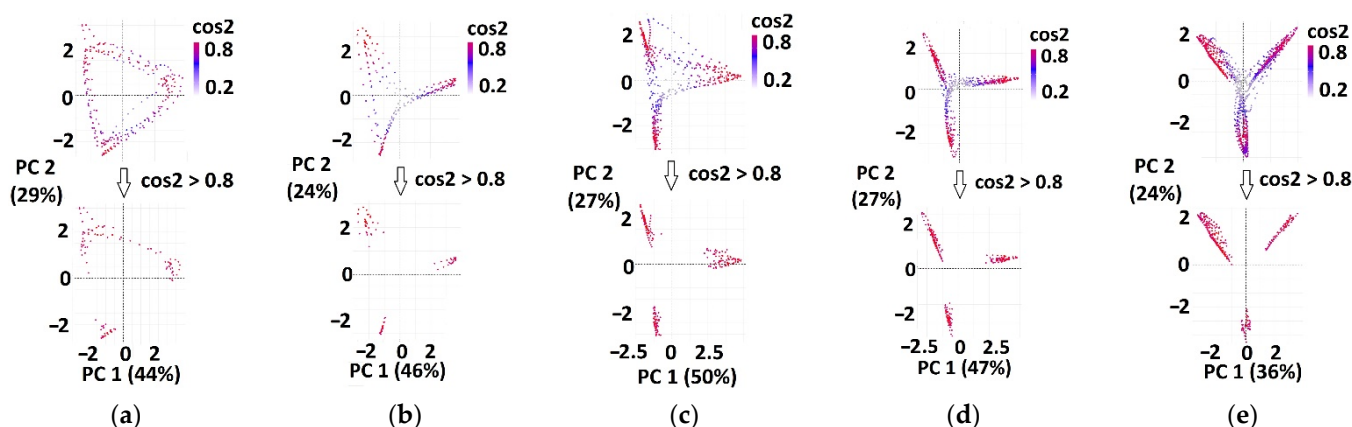 cos2
0.8
0.2
2
0
−2
PC 2
(29%)
cos2 > 0.8
2
0
−2
−2 0 2
PC 1 (44%)
(a)
cos2
0.8
0.2
2
0
−2
PC 2
(24%)
cos2 > 0.8
2
0
−2
−2 0 2
PC 1 (46%)
(b)
cos2
0.8
0.2
2
0
−2
PC 2
(27%)
cos2 > 0.8
2
0
−2
−2.5 0 2.5
PC 1 (50%)
(c)
cos2
0.8
0.2
2
0
−2
PC 2
(27%)
cos2 > 0.8
2
0
−2
−2.5 0 2.5
PC 1 (47%)
(d)
cos2
0.8
0.2
2
0
−2
PC 2
(24%)
cos2 > 0.8
2
0
−2
−2 0 2
PC 1 (36%)
(e)